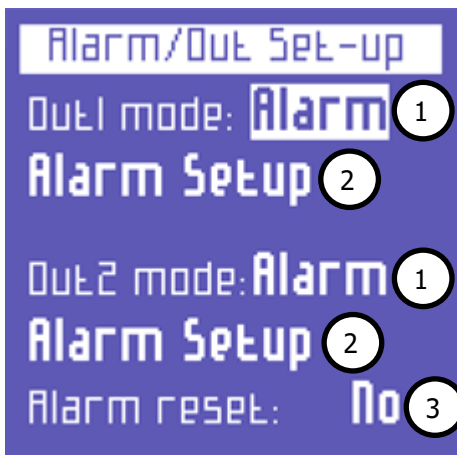 Alarm/Out Set-up
Out1 mode: Alarm 1
Alarm Setup 2
Out2 mode: Alarm 1
Alarm Setup 2
Alarm reset: No 3